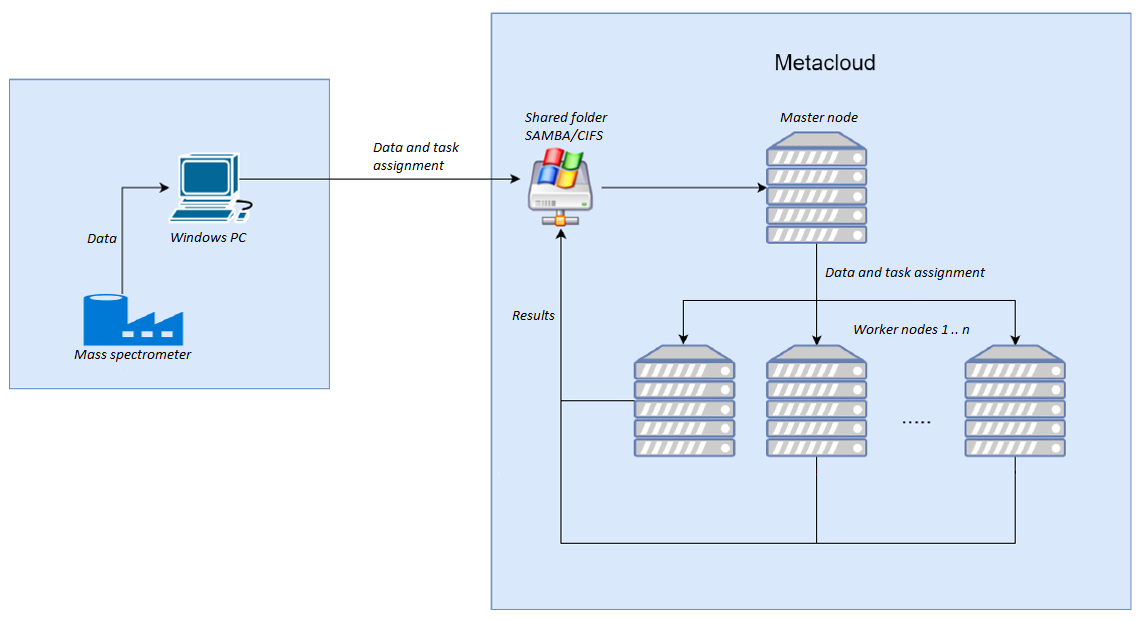 Metacloud
Shared folder
SAMBA/CIFS
Master node
Data and task
assignment
Data
Windows PC
Data and task assignment
Results
Worker nodes 1 .. n
Mass spectrometer
.....